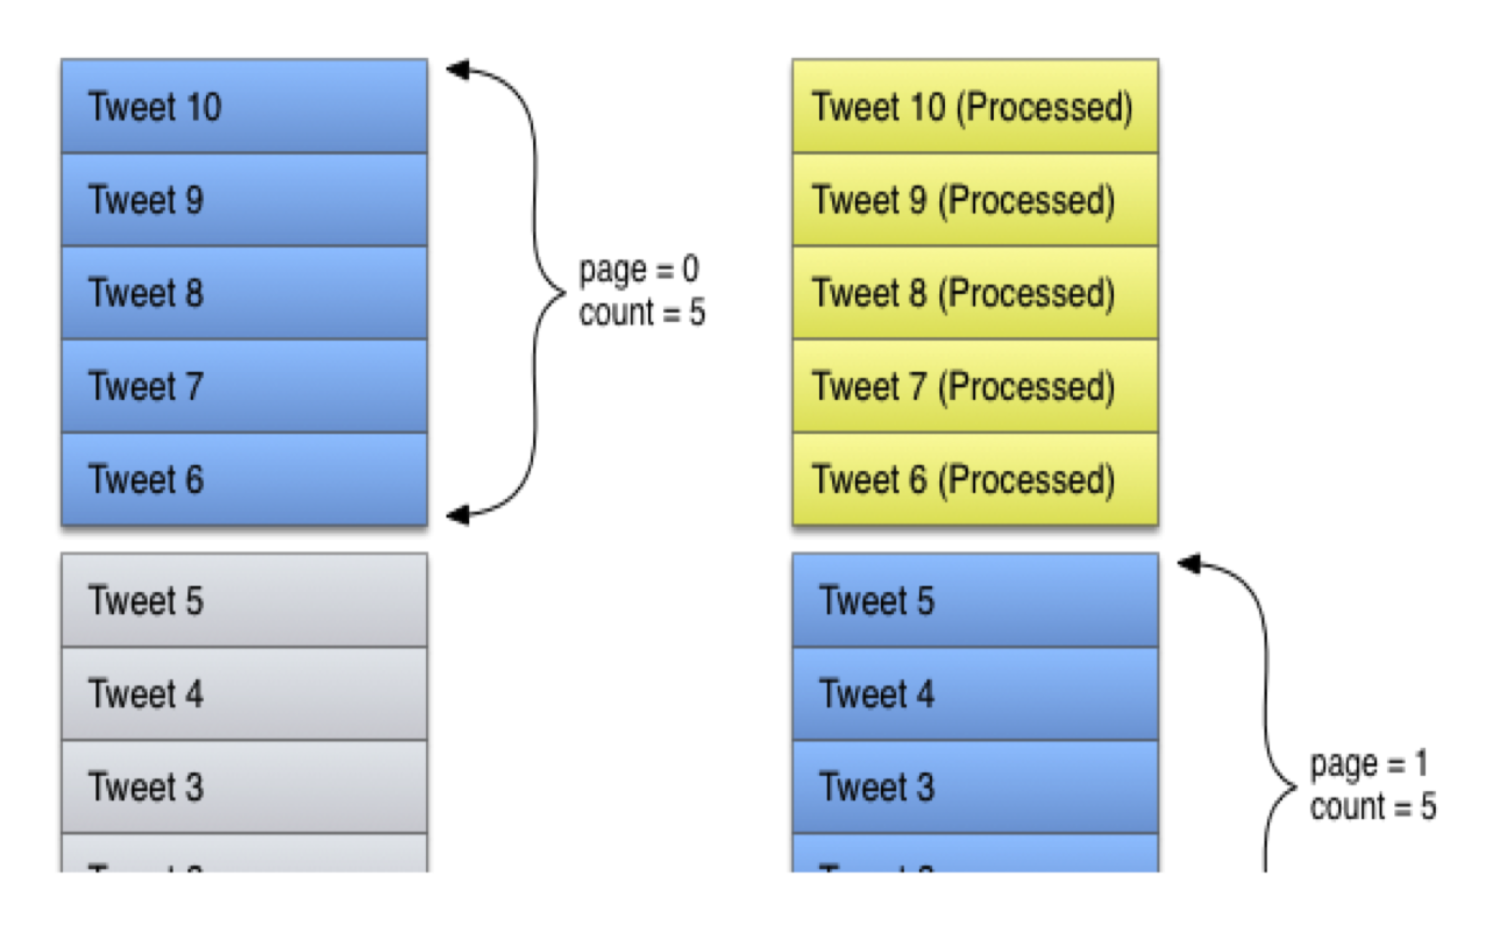 Tweet 10
Tweet 9
Tweet 8
Tweet 7
Tweet 6
page = 0
count = 5
Tweet 5
Tweet 4
Tweet 3
Tweet 10 (Processed)
Tweet 9 (Processed)
Tweet 8 (Processed)
Tweet 7 (Processed)
Tweet 6 (Processed)
Tweet 5
Tweet 4
Tweet 3
page = 1
count = 5